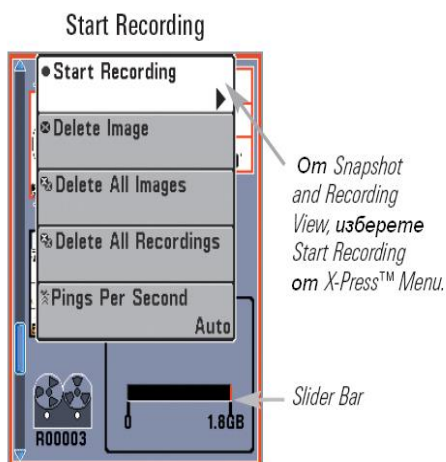 Start Recording
Start Recording
Delete Image
Delete All Images
Delete All Recordings
Pings Per Second
Auto
R00003
0
1.8GB
От Snapshot
and Recording
View, изберете
Start Recording
от X-Press™ Menu.
Slider Bar